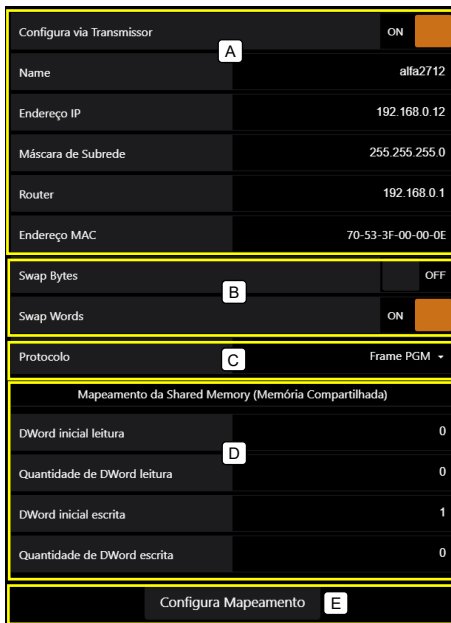 Configura via Transmissor ON
A
Name alfa2712
Endereço IP 192.168.0.12
Máscara de Subrede 255.255.255.0
Router 192.168.0.1
Endereço MAC 70-53-3F-00-00-0E
Swap Bytes OFF
B
Swap Words ON
Protocolo C Frame PGM
Mapeamento da Shared Memory (Memória Compartilhada)
DWord inicial leitura 0
D
Quantidade de DWord leitura 0
DWord inicial escrita 1
Quantidade de DWord escrita 0
Configura Mapeamento E